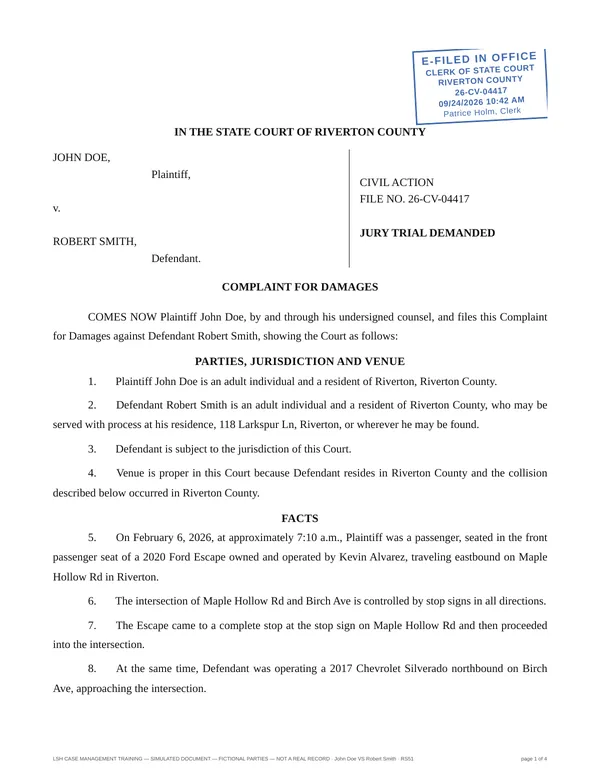 E-FILED IN OFFICE
CLERK OF STATE COURT
RIVERTON COUNTY
26-CV-04417
09/24/2026 10:42 AM
Patrice Holm, Clerk
IN THE STATE COURT OF RIVERTON COUNTY
JOHN DOE,
Plaintiff,
v.
ROBERT SMITH,
Defendant.
CIVIL ACTION
FILE NO. 26-CV-04417
JURY TRIAL DEMANDED
COMPLAINT FOR DAMAGES
COMES NOW Plaintiff John Doe, by and through his undersigned counsel, and files this Complaint
for Damages against Defendant Robert Smith, showing the Court as follows:
PARTIES, JURISDICTION AND VENUE
1. Plaintiff John Doe is an adult individual and a resident of Riverton, Riverton County.
2. Defendant Robert Smith is an adult individual and a resident of Riverton County, who may be
served with process at his residence, 118 Larkspur Ln, Riverton, or wherever he may be found.
3. Defendant is subject to the jurisdiction of this Court.
4. Venue is proper in this Court because Defendant resides in Riverton County and the collision
described below occurred in Riverton County.
FACTS
5. On February 6, 2026, at approximately 7:10 a.m., Plaintiff was a passenger, seated in the front
passenger seat of a 2020 Ford Escape owned and operated by Kevin Alvarez, traveling eastbound on Maple
Hollow Rd in Riverton.
6. The intersection of Maple Hollow Rd and Birch Ave is controlled by stop signs in all directions.
7. The Escape came to a complete stop at the stop sign on Maple Hollow Rd and then proceeded
into the intersection.
8. At the same time, Defendant was operating a 2017 Chevrolet Silverado northbound on Birch
Ave, approaching the intersection.
LSH CASE MANAGEMENT TRAINING — SIMULATED DOCUMENT — FICTIONAL PARTIES — NOT A REAL RECORD · John Doe VS Robert Smith · RS51
page 1 of 4